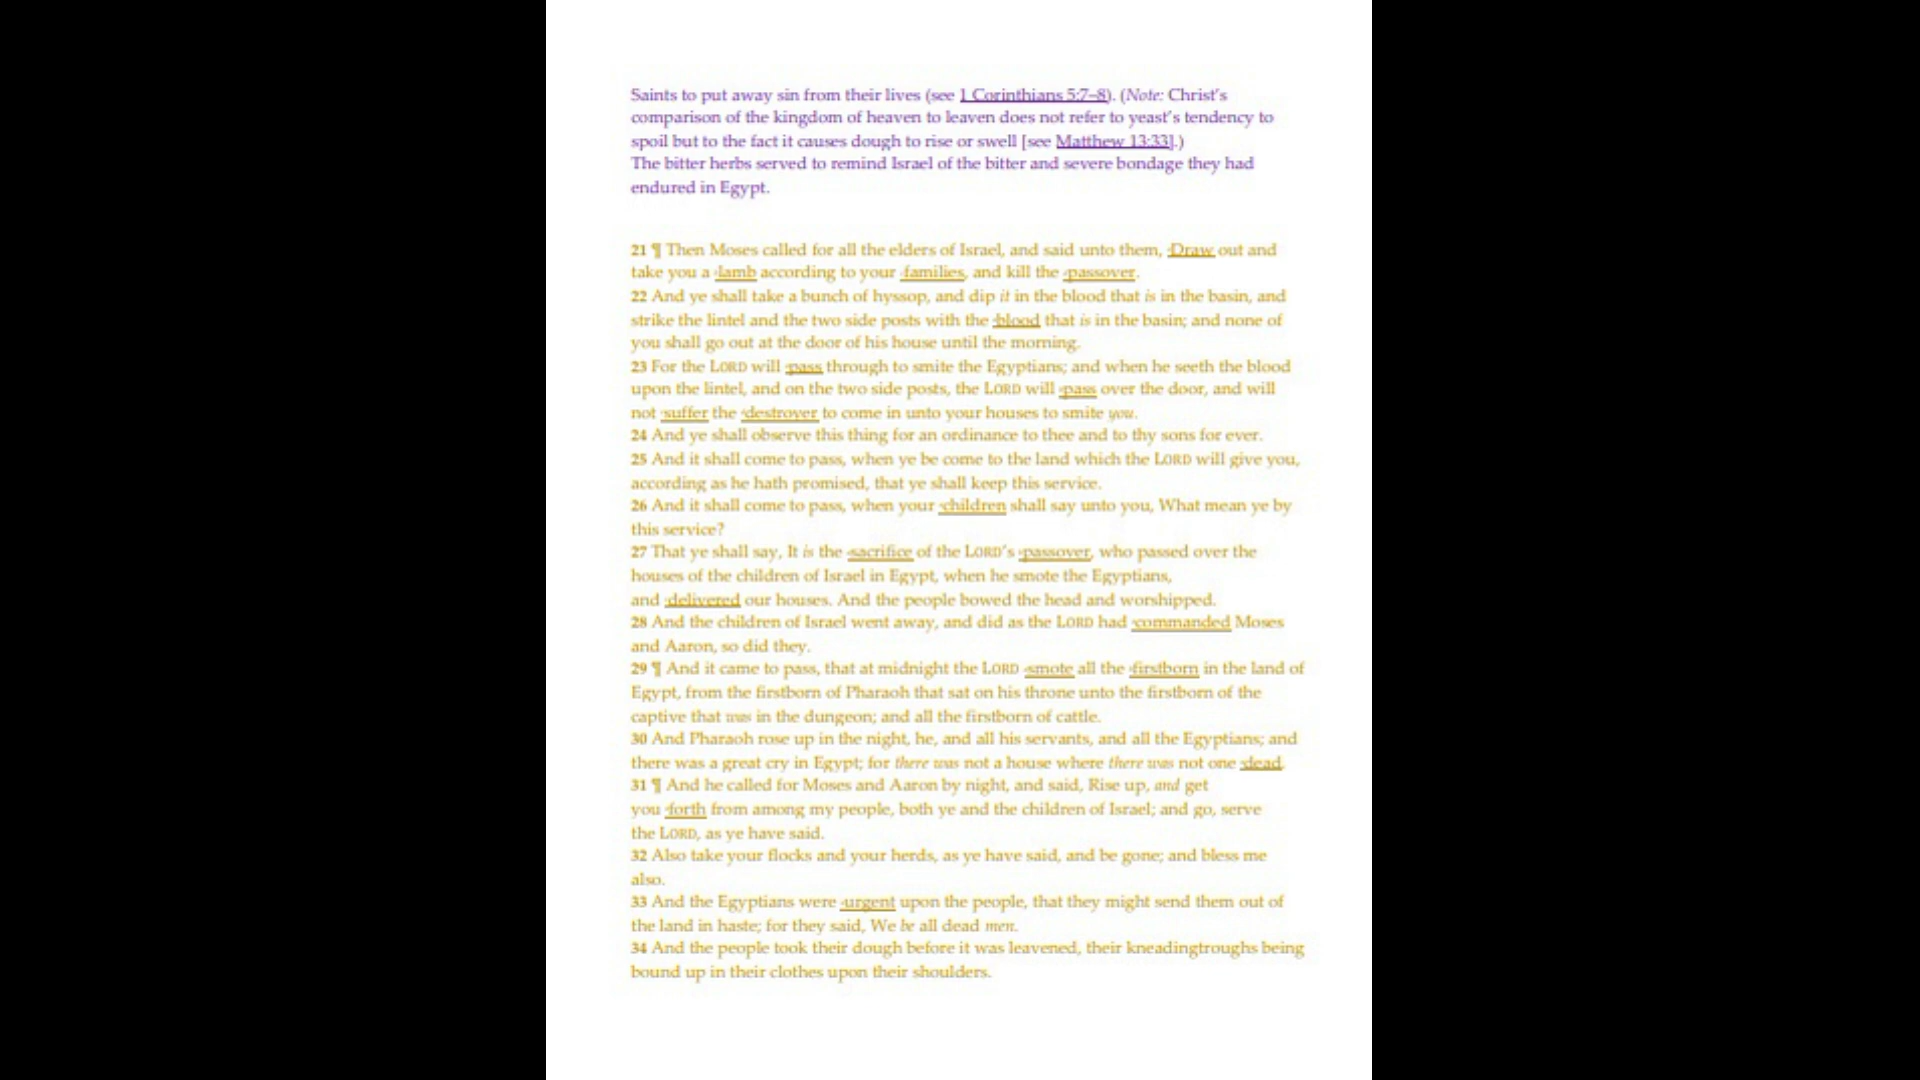 Saints to put away sin from their lives (see 1 Corinthians 5:7–8). (Note: Christ's
comparison of the kingdom of heaven to leaven does not refer to yeast's tendency to
spoil but to the fact it causes dough to rise or swell [see Matthew 13:33].)
The bitter herbs served to remind Israel of the bitter and severe bondage they had
endured in Egypt.
21 ¶ Then Moses called for all the elders of Israel, and said unto them, ·Draw out and
take you a ·lamb according to your ·families, and kill the ·passover.
22 And ye shall take a bunch of hyssop, and dip it in the blood that is in the basin, and
strike the lintel and the two side posts with the ·blood that is in the basin; and none of
you shall go out at the door of his house until the morning.
23 For the LORD will ·pass through to smite the Egyptians; and when he seeth the blood
upon the lintel, and on the two side posts, the LORD will ·pass over the door, and will
not ·suffer the ·destroyer to come in unto your houses to smite you.
24 And ye shall observe this thing for an ordinance to thee and to thy sons for ever.
25 And it shall come to pass, when ye be come to the land which the LORD will give you,
according as he hath promised, that ye shall keep this service.
26 And it shall come to pass, when your ·children shall say unto you, What mean ye by
this service?
27 That ye shall say, It is the ·sacrifice of the LORD's ·passover, who passed over the
houses of the children of Israel in Egypt, when he smote the Egyptians,
and ·delivered our houses. And the people bowed the head and worshipped.
28 And the children of Israel went away, and did as the LORD had ·commanded Moses
and Aaron, so did they.
29 ¶ And it came to pass, that at midnight the LORD ·smote all the ·firstborn in the land of
Egypt, from the firstborn of Pharaoh that sat on his throne unto the firstborn of the
captive that was in the dungeon; and all the firstborn of cattle.
30 And Pharaoh rose up in the night, he, and all his servants, and all the Egyptians; and
there was a great cry in Egypt; for there was not a house where there was not one ·dead.
31 ¶ And he called for Moses and Aaron by night, and said, Rise up, and get
you ·forth from among my people, both ye and the children of Israel; and go, serve
the LORD, as ye have said.
32 Also take your flocks and your herds, as ye have said, and be gone; and bless me
also.
33 And the Egyptians were ·urgent upon the people, that they might send them out of
the land in haste; for they said, We be all dead men.
34 And the people took their dough before it was leavened, their kneadingtroughs being
bound up in their clothes upon their shoulders.